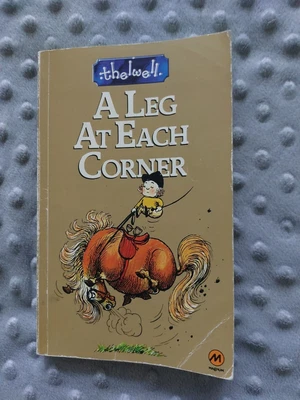 :thelwell.
A LEG
AT EACH
CORNER
M